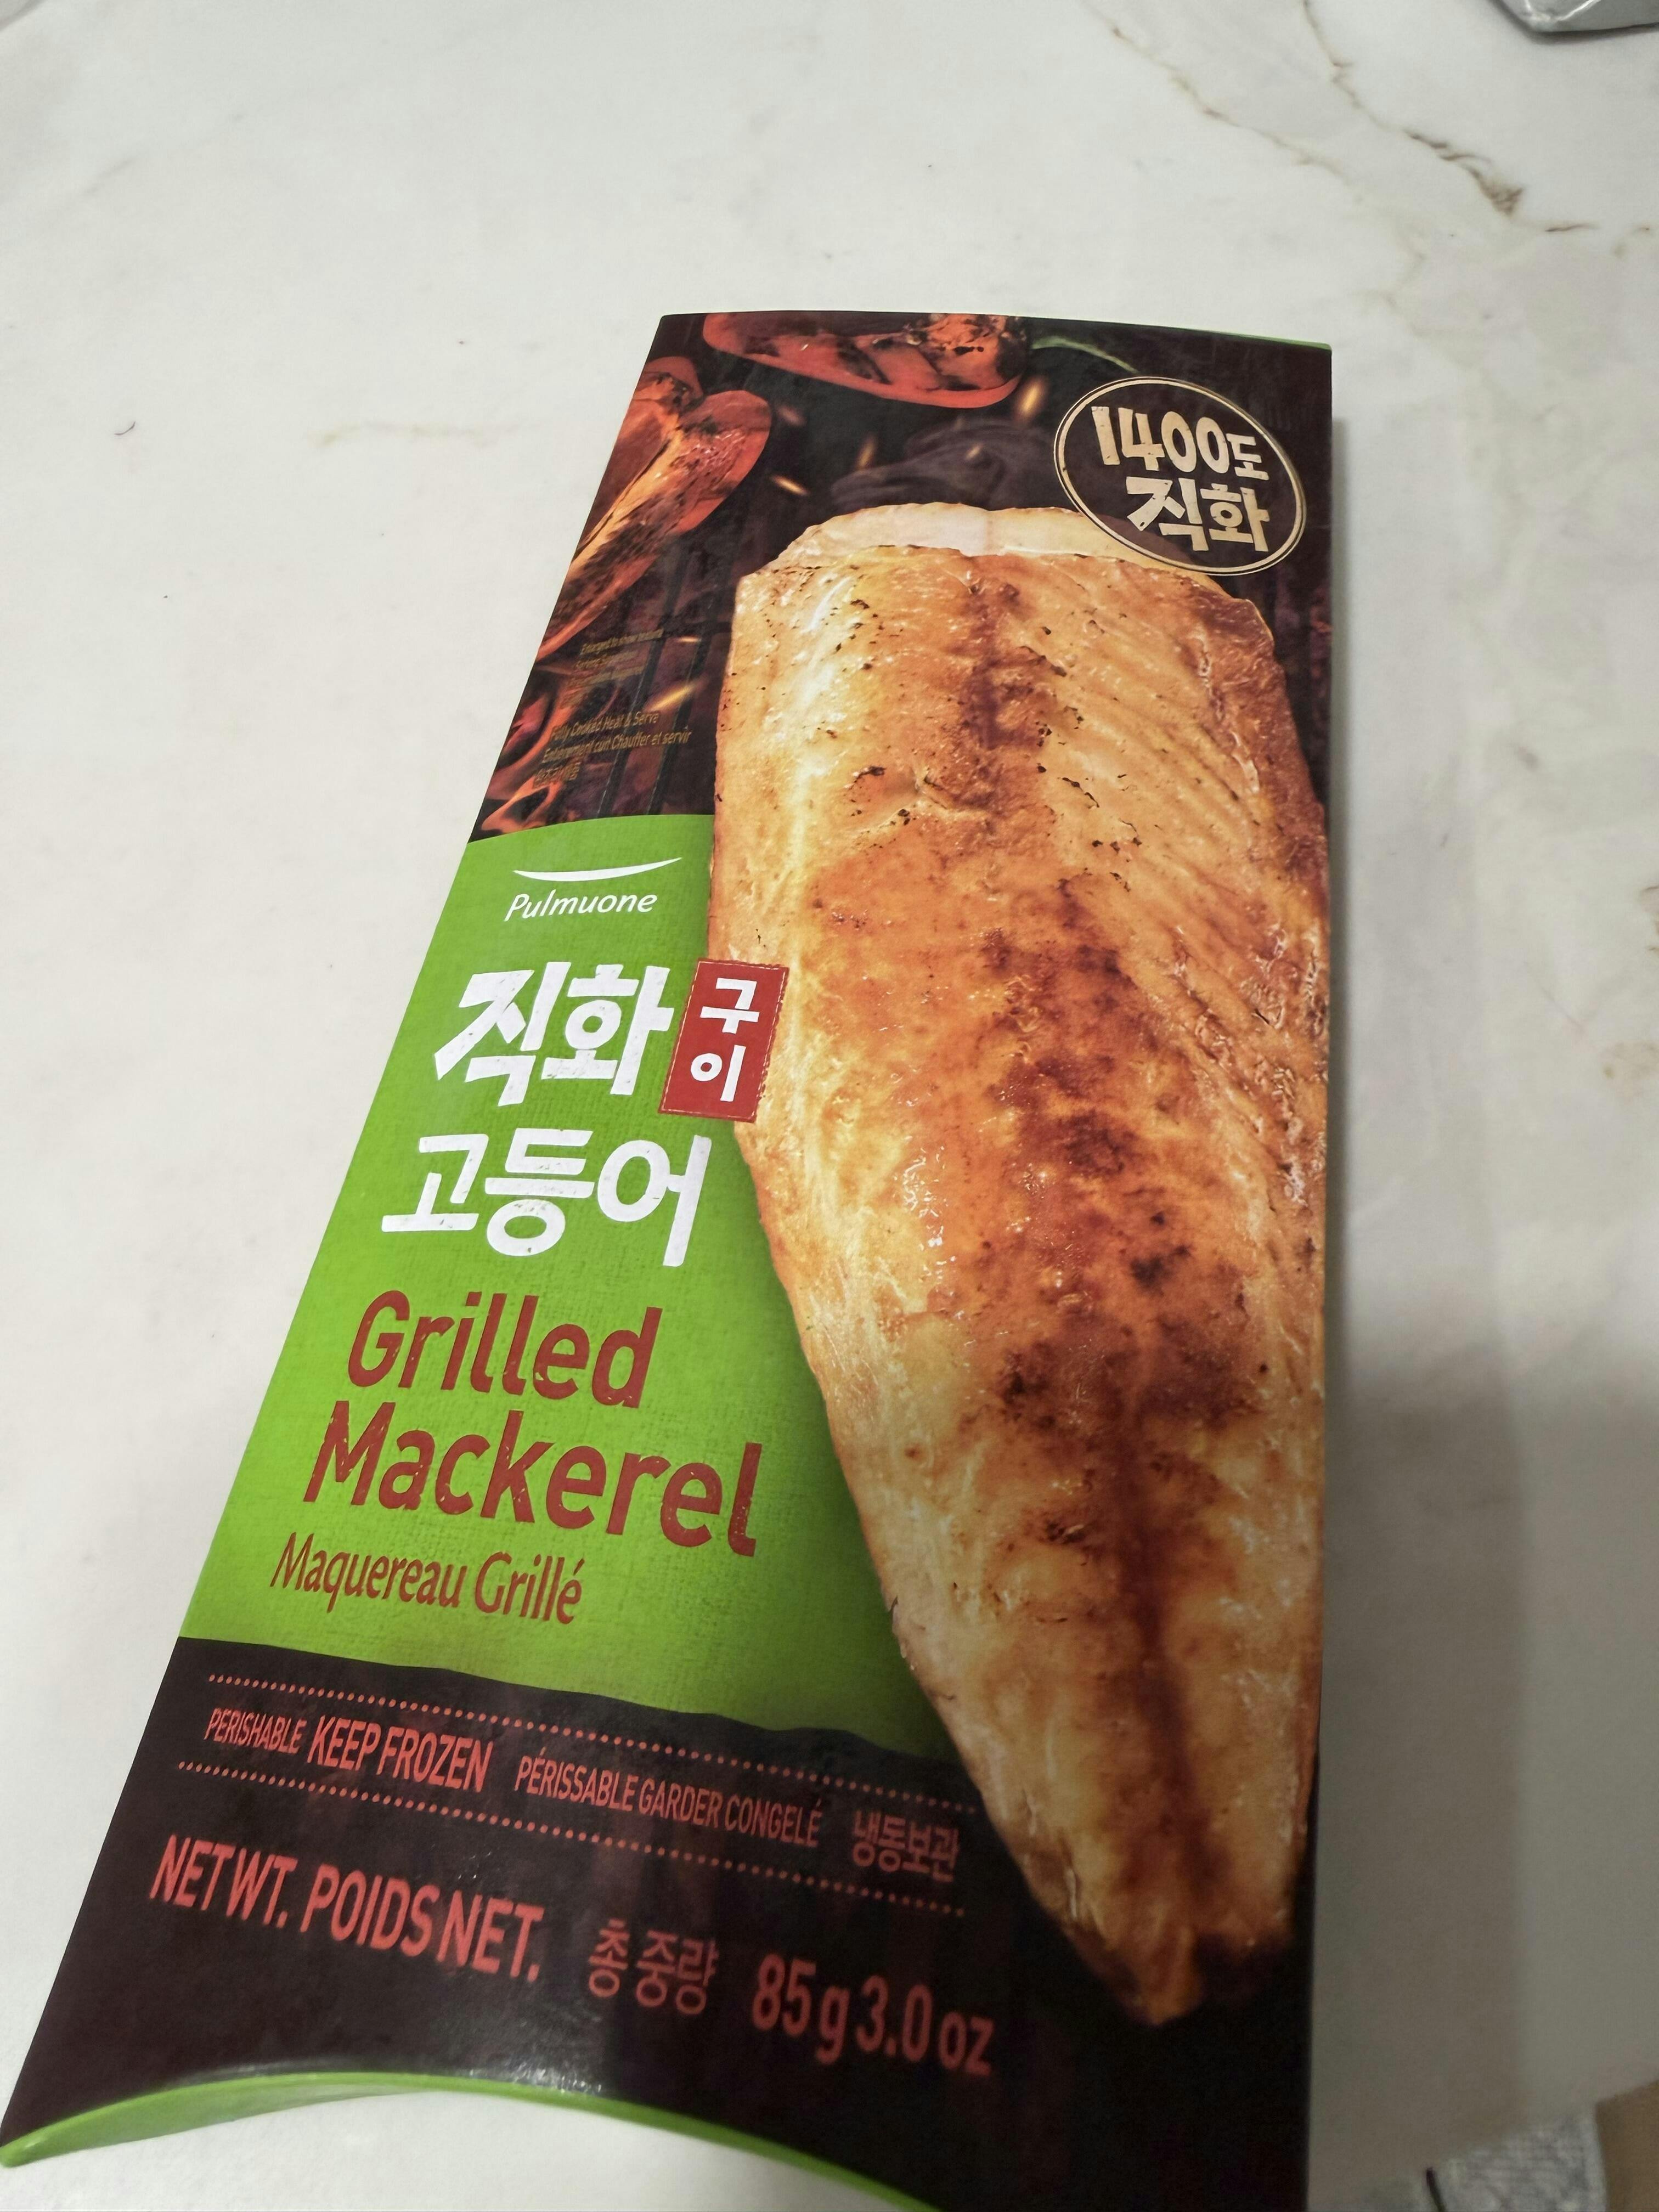 1400도
직화
Fully Cooked Heat & Serve
Entièrement cuit Chauffer et servir
Pulmuone
직화 구이
고등어
Grilled
Mackerel
Maquereau Grillé
PERISHABLE KEEP FROZEN PÉRISSABLE GARDER CONGELÉ 냉동보관
NET WT. POIDS NET. 총 중량 85g 3.0 oz